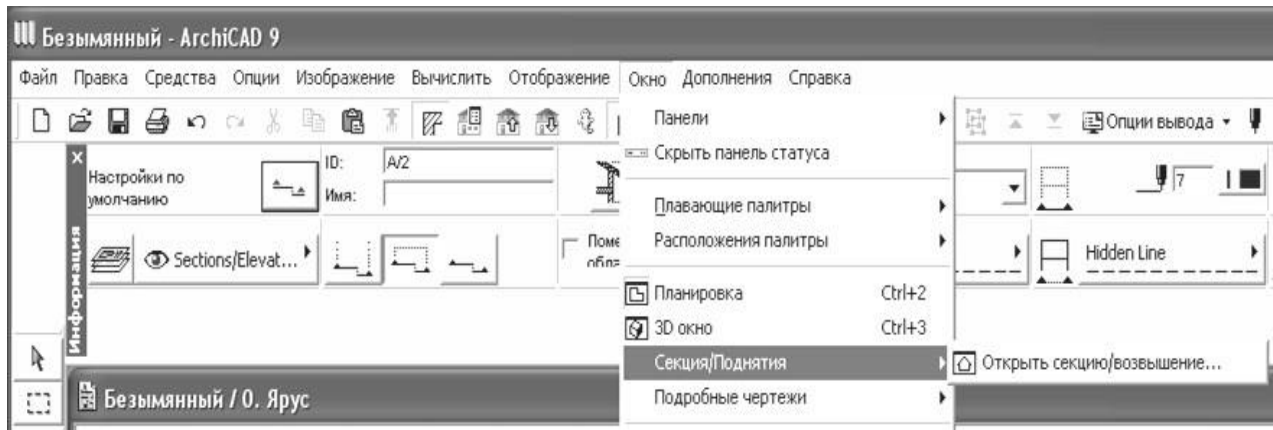 Безымянный - ArchiCAD 9
Файл Правка Средства Опции Изображение Вычислить Отображение Окно Дополнения Справка
Опции вывода
Панели
Скрыть панель статуса
Плавающие палитры
Расположения палитры
Планировка Ctrl+2
3D окно Ctrl+3
Секция/Поднятия
Открыть секцию/возвышение...
Подробные чертежи
X
Информация
Настройки по
умолчанию
ID: A/2
Имя:
7
Sections/Elevat...
Hidden Line
Безымянный / 0. Ярус